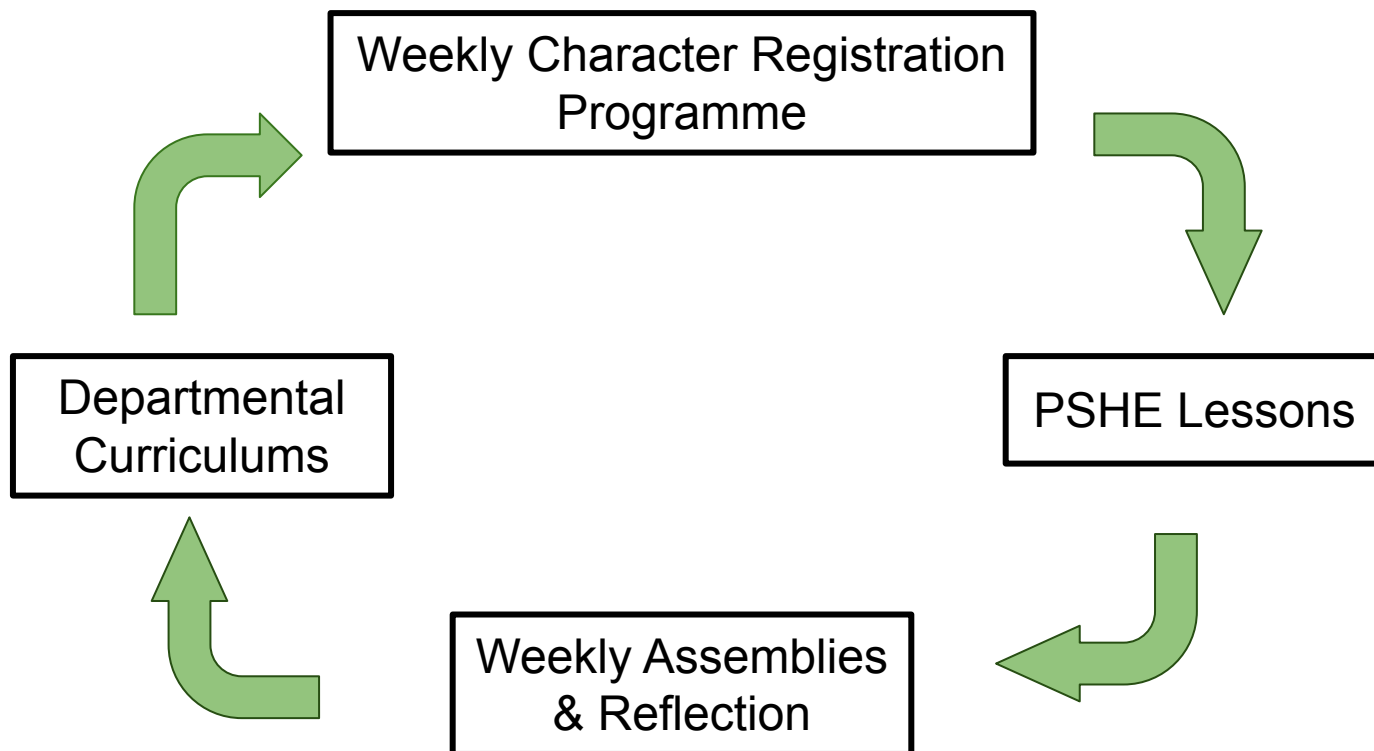 Weekly Character Registration
Programme
Departmental
Curriculums
PSHE Lessons
Weekly Assemblies
& Reflection